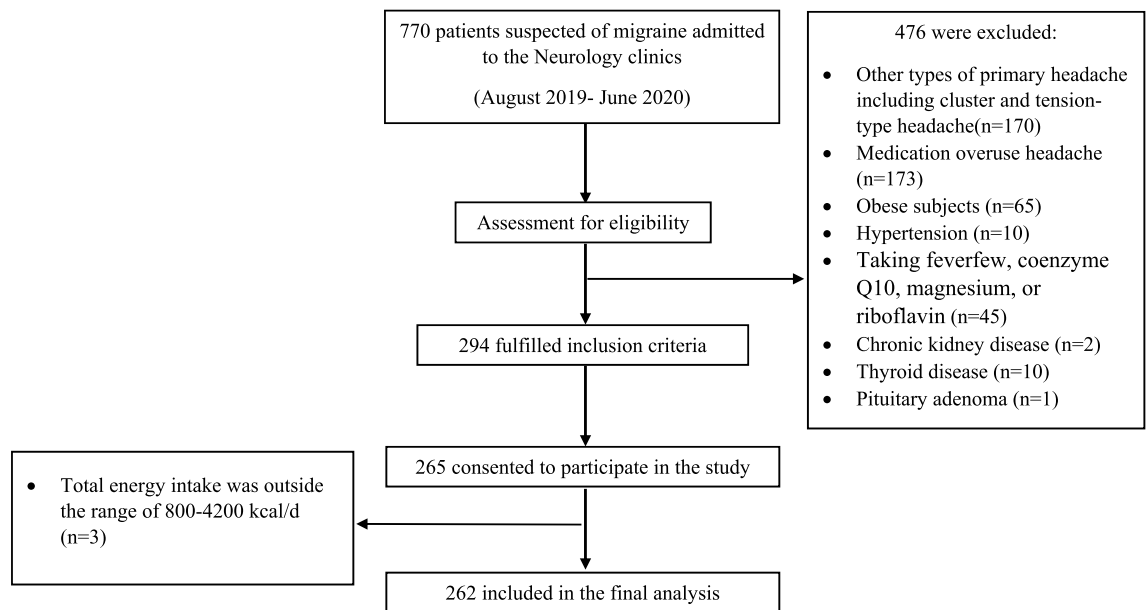 770 patients suspected of migraine admitted
to the Neurology clinics
(August 2019- June 2020)
476 were excluded:
• Other types of primary headache
including cluster and tension-
type headache(n=170)
• Medication overuse headache
(n=173)
• Obese subjects (n=65)
• Hypertension (n=10)
• Taking feverfew, coenzyme
Q10, magnesium, or
riboflavin (n=45)
• Chronic kidney disease (n=2)
• Thyroid disease (n=10)
• Pituitary adenoma (n=1)
Assessment for eligibility
294 fulfilled inclusion criteria
265 consented to participate in the study
• Total energy intake was outside
the range of 800-4200 kcal/d
(n=3)
262 included in the final analysis